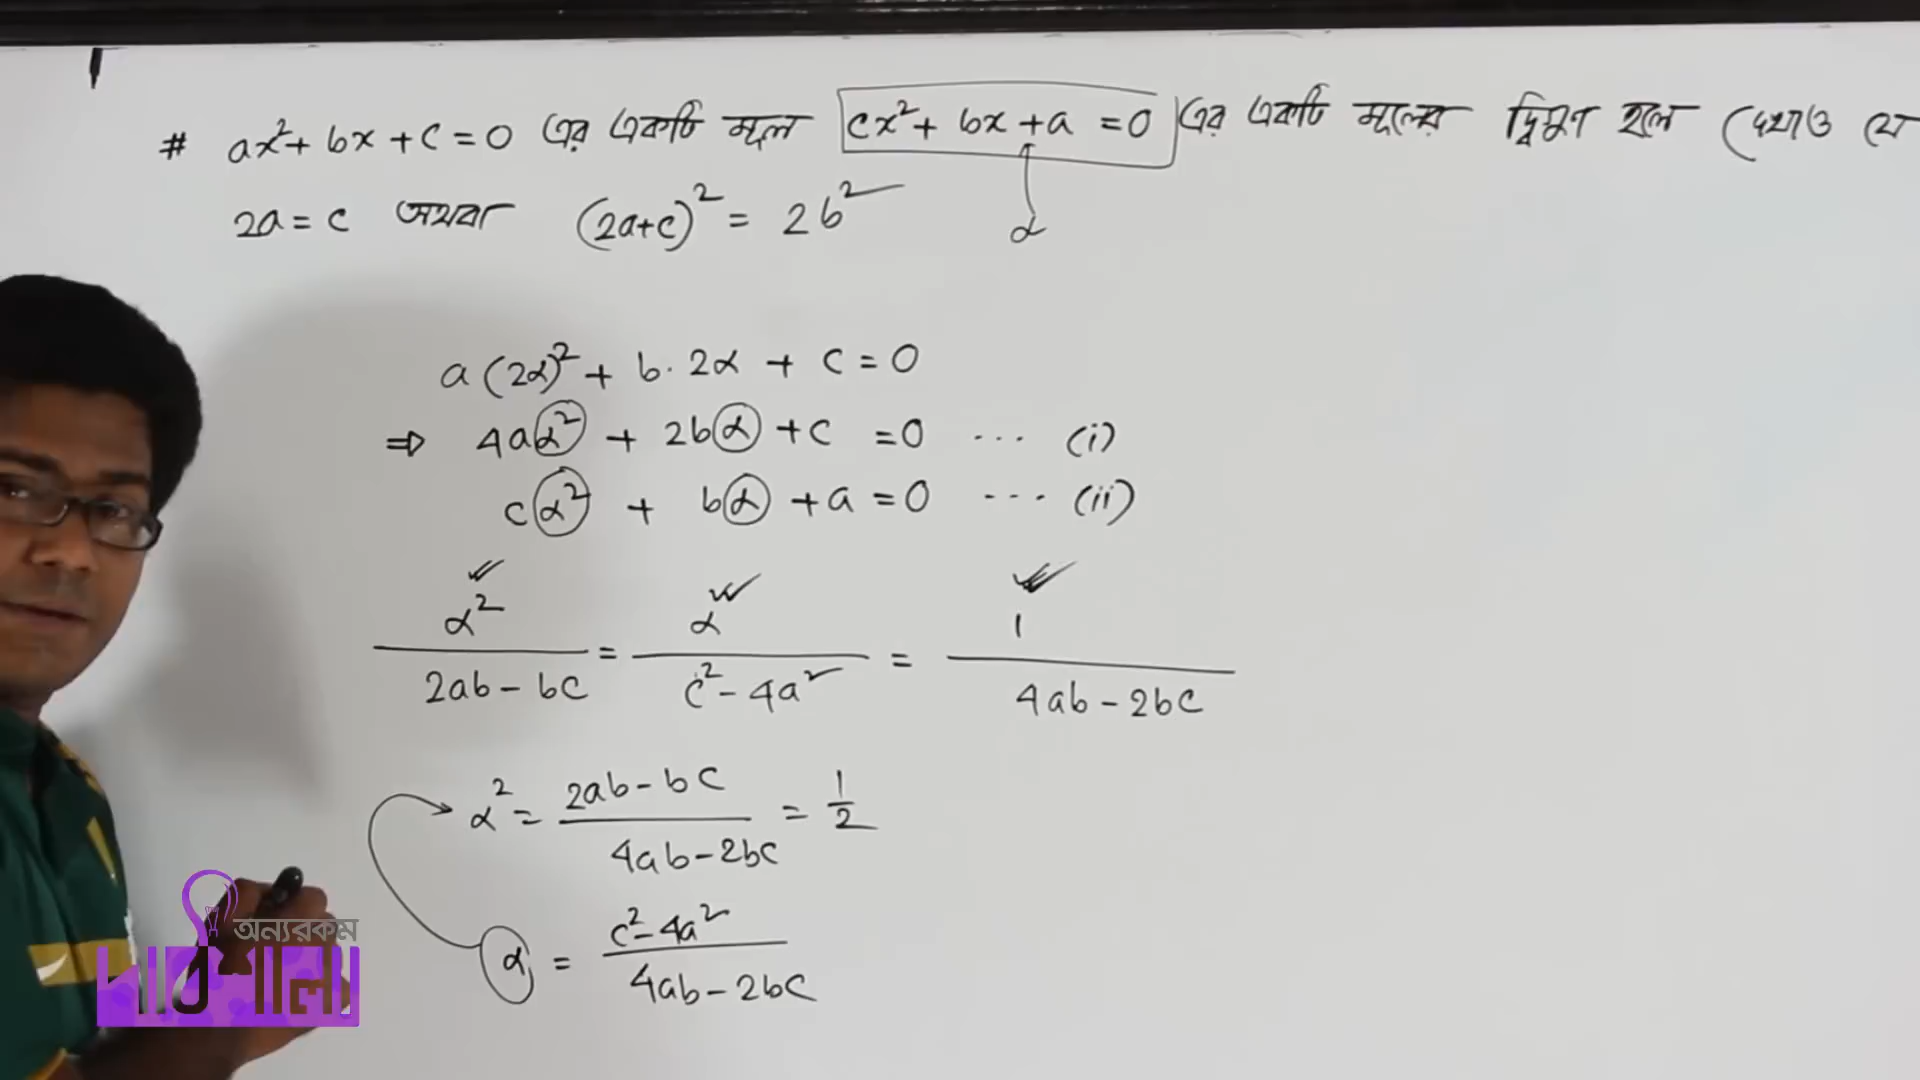 # ax²+ bx + c = 0 এর একটি মূল cx²+ bx + a = 0 এর একটি মূলের দ্বিগুণ হলে দেখাও যে
2a = c অথবা (2a+c)² = 2b² α
a (2α)² + b. 2α + c = 0
⇒ 4aα² + 2bα + c = 0 ... (i)
cα² + bα + a = 0 ... (ii)
α²/(2ab - bc) = α/(c² - 4a²) = 1/(4ab - 2bc)
α² = (2ab - bc)/(4ab - 2bc) = 1/2
α = (c² - 4a²)/(4ab - 2bc)
অন্যরকম
পাঠশালা